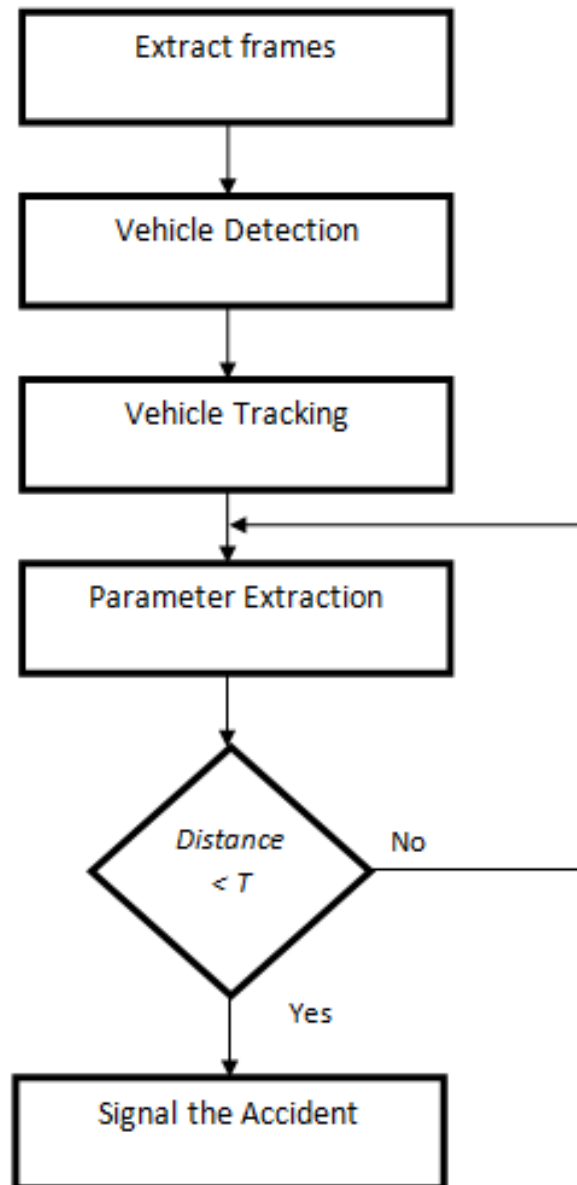 Extract frames
Vehicle Detection
Vehicle Tracking
Parameter Extraction
Distance
< T
No
Yes
Signal the Accident